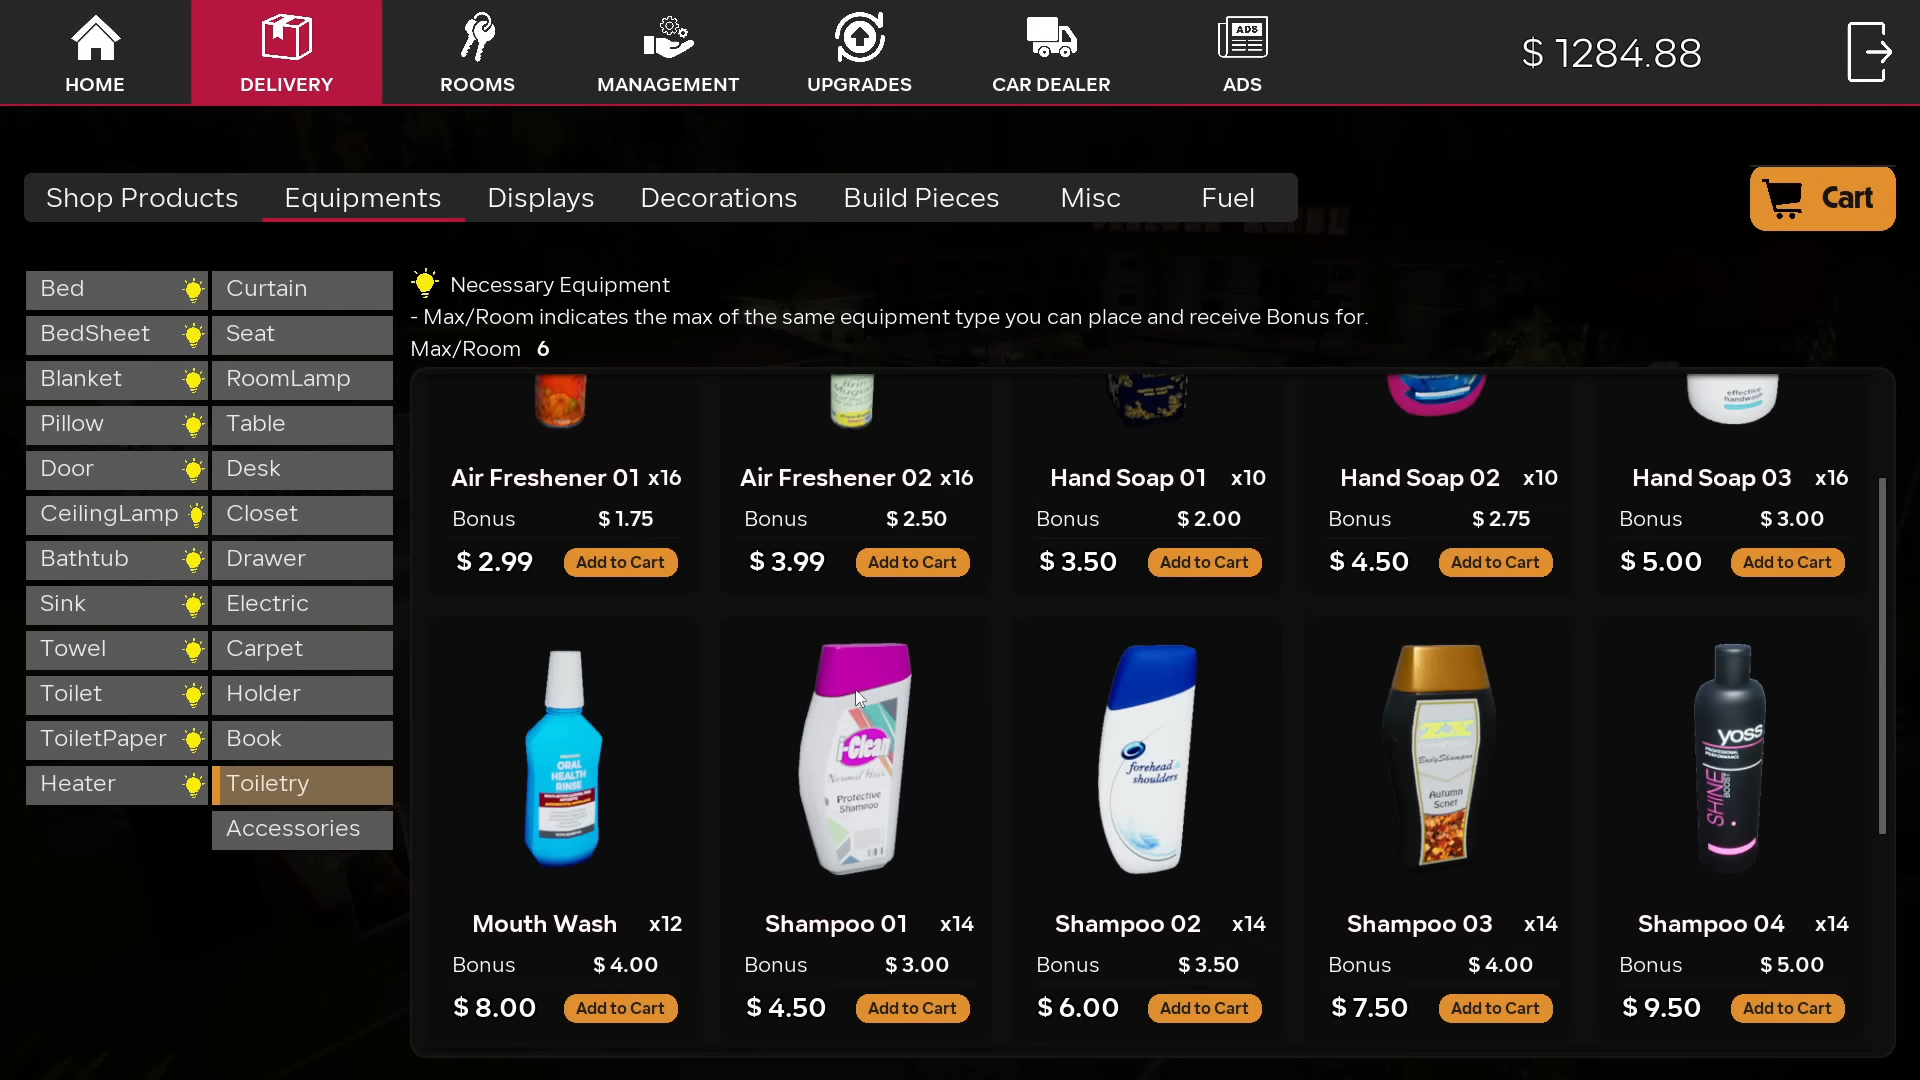 HOME
DELIVERY
ROOMS
MANAGEMENT
UPGRADES
CAR DEALER
ADS
ADS
$ 1284.88
Shop Products
Equipments
Displays
Decorations
Build Pieces
Misc
Fuel
Cart
Bed
Curtain
BedSheet
Seat
Blanket
RoomLamp
Pillow
Table
Door
Desk
CeilingLamp
Closet
Bathtub
Drawer
Sink
Electric
Towel
Carpet
Toilet
Holder
ToiletPaper
Book
Heater
Toiletry
Accessories
Necessary Equipment
- Max/Room indicates the max of the same equipment type you can place and receive Bonus for.
Max/Room 6
effective
handwash
Air Freshener 01 x16
Bonus $ 1.75
$ 2.99 Add to Cart
Air Freshener 02 x16
Bonus $ 2.50
$ 3.99 Add to Cart
Hand Soap 01 x10
Bonus $ 2.00
$ 3.50 Add to Cart
Hand Soap 02 x10
Bonus $ 2.75
$ 4.50 Add to Cart
Hand Soap 03 x16
Bonus $ 3.00
$ 5.00 Add to Cart
ORAL
HEALTH
RINSE
Mouth Wash x12
Bonus $ 4.00
$ 8.00 Add to Cart
i-Clean
Normal Hair
Protective
Shampoo
Shampoo 01 x14
Bonus $ 3.00
$ 4.50 Add to Cart
forehead &
shoulders
Shampoo 02 x14
Bonus $ 3.50
$ 6.00 Add to Cart
ZX
BodyShampoo
Autumn
Scnet
Shampoo 03 x14
Bonus $ 4.00
$ 7.50 Add to Cart
yoss
PROFESSIONAL
PERFORMANCE
SHINE
BOOST
Shampoo 04 x14
Bonus $ 5.00
$ 9.50 Add to Cart